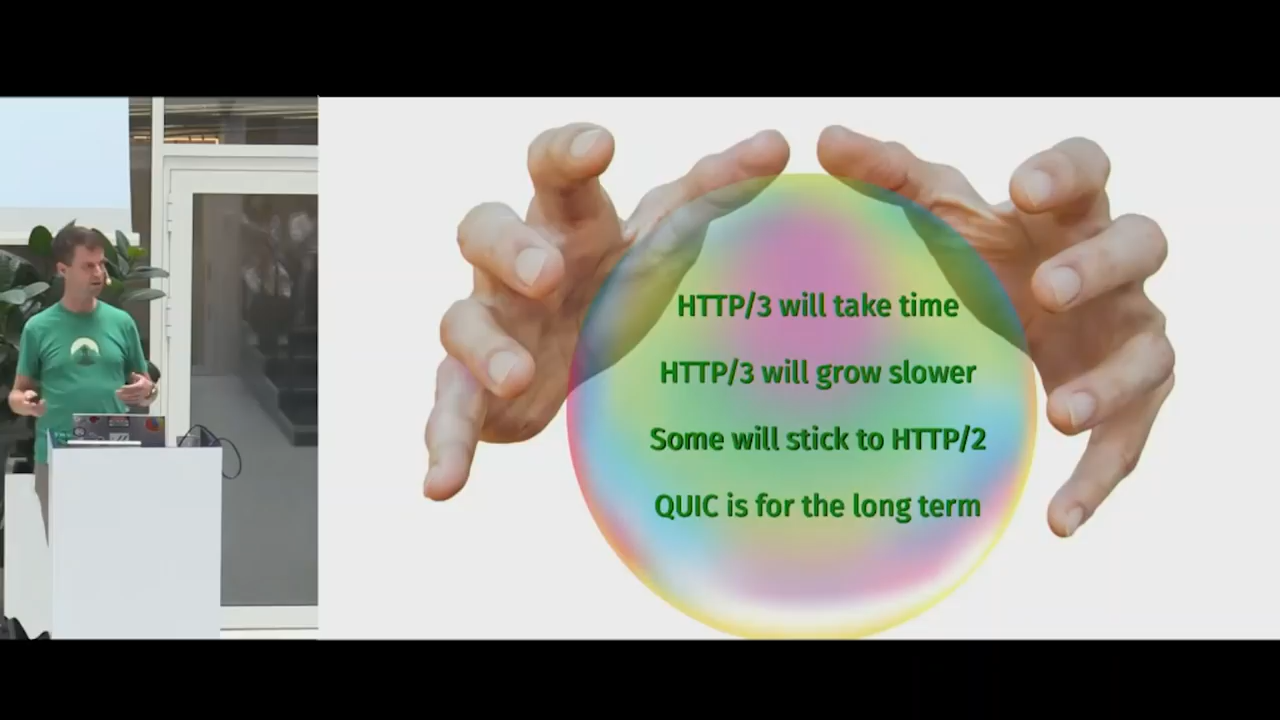 HTTP/3 will take time
HTTP/3 will grow slower
Some will stick to HTTP/2
QUIC is for the long term